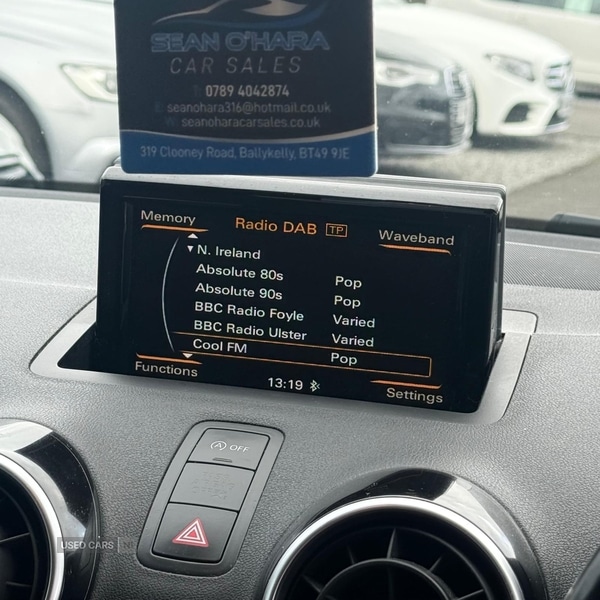 SEAN O'HARA
CAR SALES
T: 0789 4042874
E: seanohara316@hotmail.co.uk
W: seanoharacarsales.co.uk
319 Clooney Road, Ballykelly, BT49 9JE
Memory
Radio DAB TP
Waveband
N. Ireland
Absolute 80s Pop
Absolute 90s Pop
BBC Radio Foyle Varied
BBC Radio Ulster Varied
Cool FM Pop
Functions
13:19
Settings
A OFF
USED CARS NI